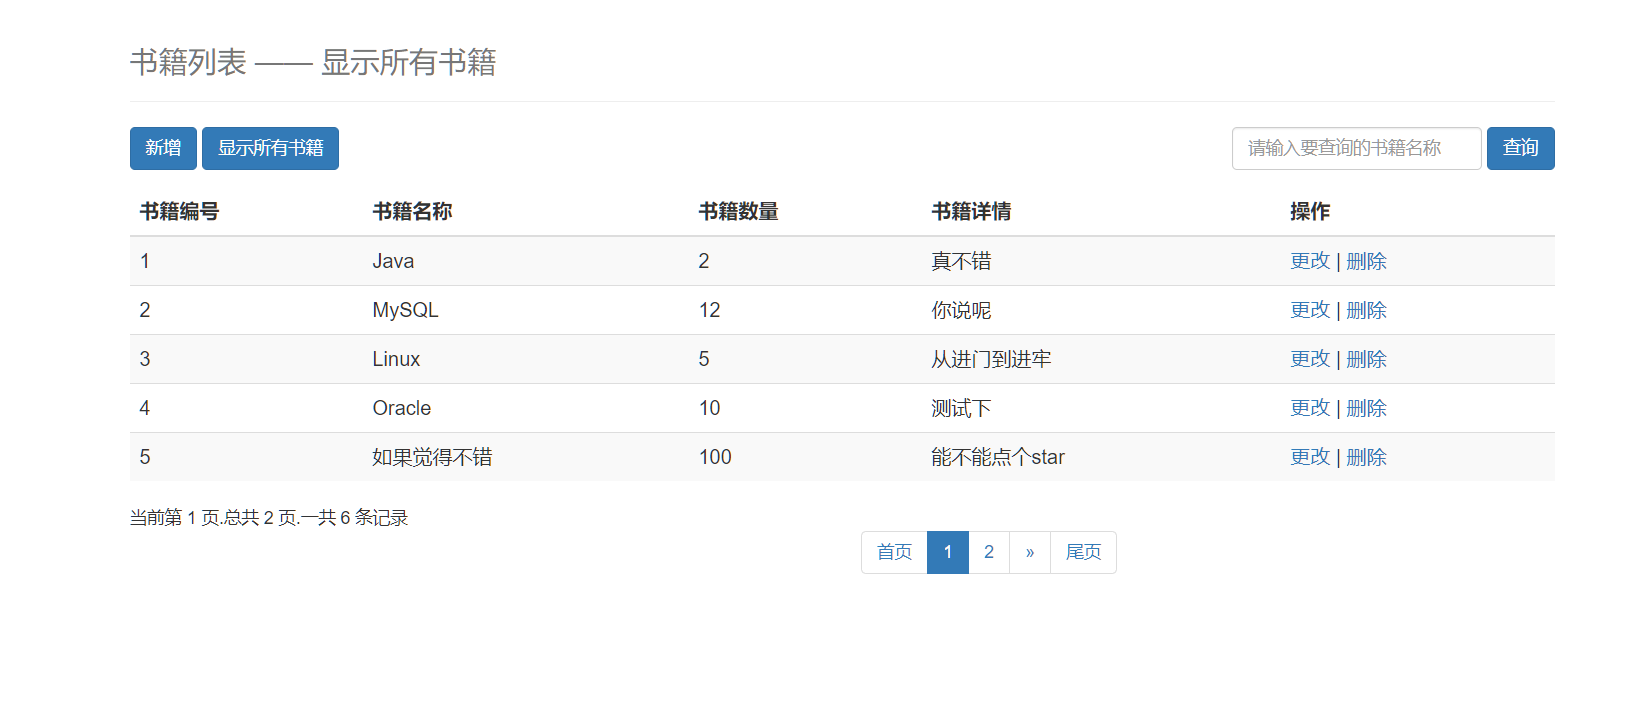 书籍列表 —— 显示所有书籍
新增 显示所有书籍 请输入要查询的书籍名称 查询
书籍编号 书籍名称 书籍数量 书籍详情 操作
1 Java 2 真不错 更改 | 删除
2 MySQL 12 你说呢 更改 | 删除
3 Linux 5 从进门到进牢 更改 | 删除
4 Oracle 10 测试下 更改 | 删除
5 如果觉得不错 100 能不能点个star 更改 | 删除
当前第 1 页.总共 2 页.一共 6 条记录
首页 1 2 » 尾页